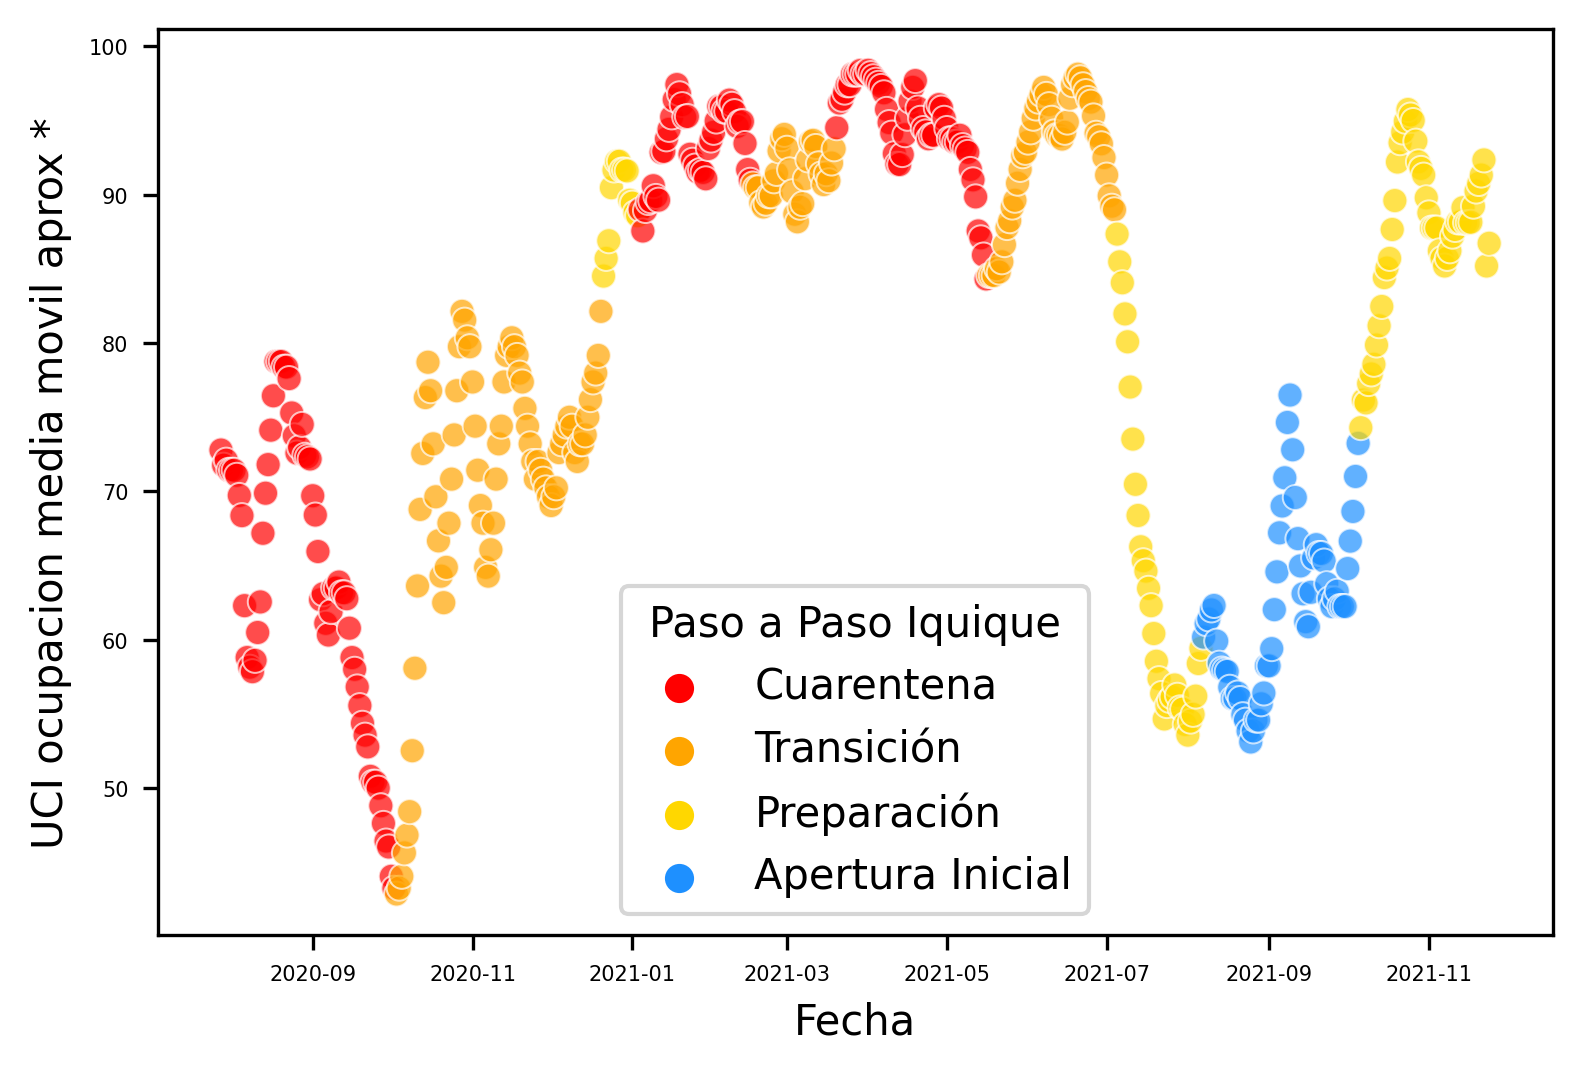 UCI ocupacion media movil aprox *
100
90
80
70
60
50
Paso a Paso Iquique
Cuarentena
Transición
Preparación
Apertura Inicial
2020-09
2020-11
2021-01
2021-03
2021-05
2021-07
2021-09
2021-11
Fecha